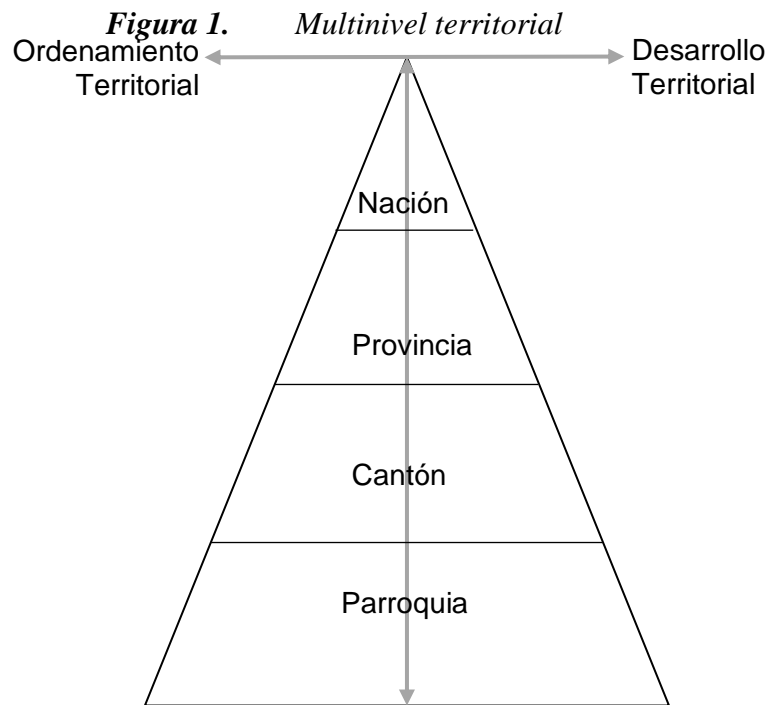 Figura 1. Multinivel territorial
Ordenamiento
Territorial
Desarrollo
Territorial
Nación
Provincia
Cantón
Parroquia